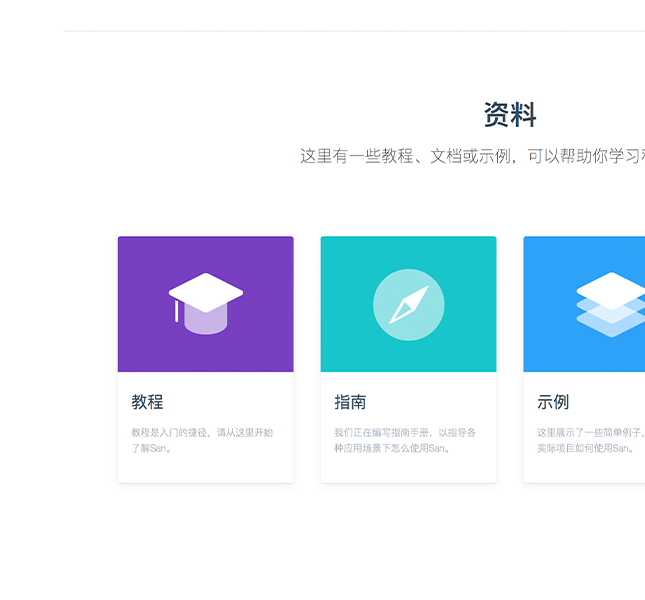 资料
这里有一些教程、文档或示例，可以帮助你学习
教程
教程是入门的捷径，请从这里开始
了解San。
指南
我们正在编写指南手册，以指导各
种应用场景下怎么使用San。
示例
这里展示了一些简单例子，
实际项目如何使用San。